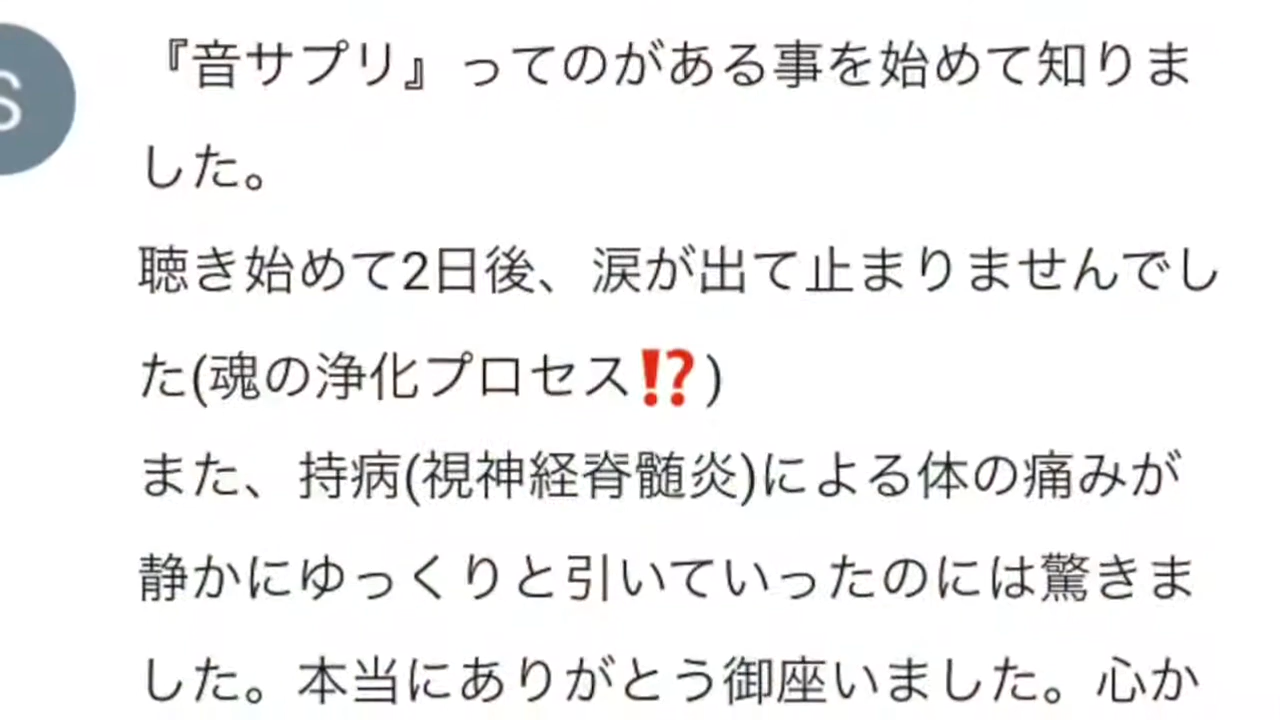 S
『音サプリ』ってのがある事を始めて知りま
した。
聴き始めて2日後、涙が出て止まりませんでし
た(魂の浄化プロセス⁉️)
また、持病(視神経脊髄炎)による体の痛みが
静かにゆっくりと引いていったのには驚きま
した。本当にありがとう御座いました。心か